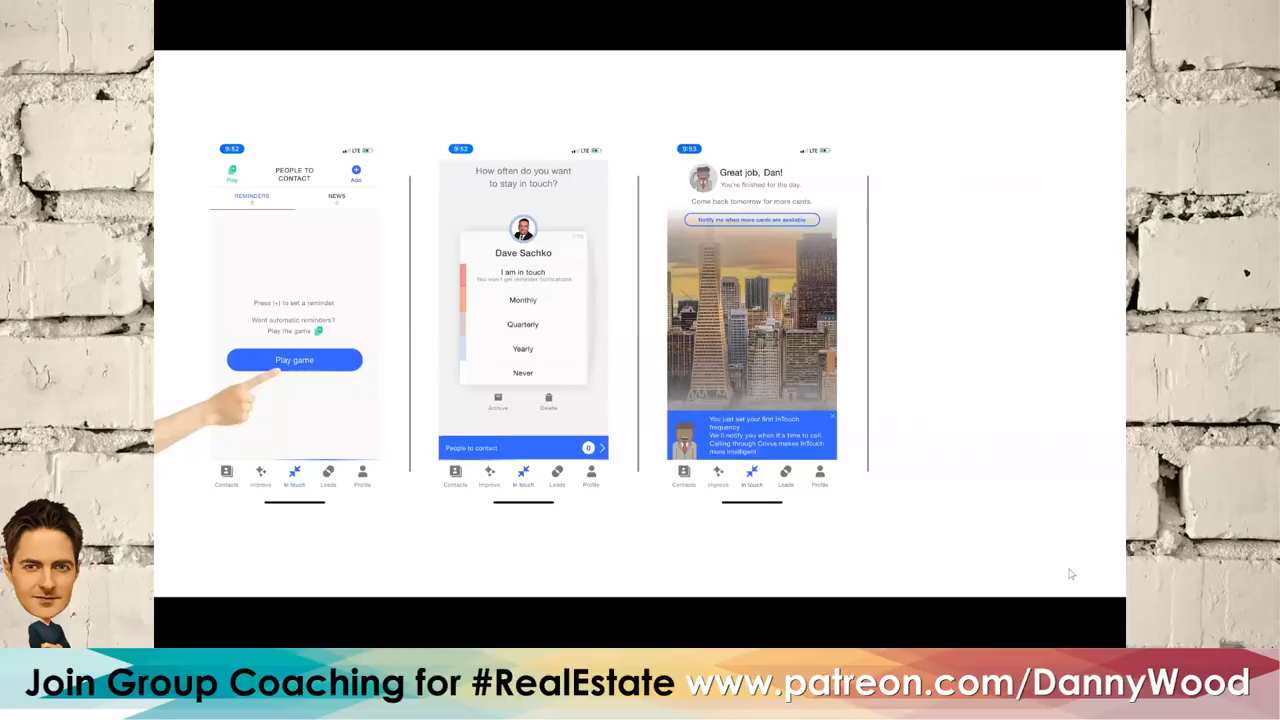 9:52
LTE
Play
PEOPLE TO
CONTACT
Add
REMINDERS
0
NEWS
0
Press [+] to set a reminder.
Want automatic reminders?
Play the game
Play game
Contacts
Improve
In touch
Leads
Profile
9:52
LTE
How often do you want
to stay in touch?
Dave Sachko
I am in touch
You won't get reminder notifications
Monthly
Quarterly
Yearly
Never
Archive
Delete
People to contact
0
Contacts
Improve
In touch
Leads
Profile
9:53
LTE
Great job, Dan!
You're finished for the day.
Come back tomorrow for more cards.
Notify me when more cards are available
You just set your first InTouch
frequency.
We'll notify you when it's time to call.
Calling through Covve makes InTouch
more intelligent
Contacts
Improve
In touch
Leads
Profile
Join Group Coaching for #RealEstate www.patreon.com/DannyWood